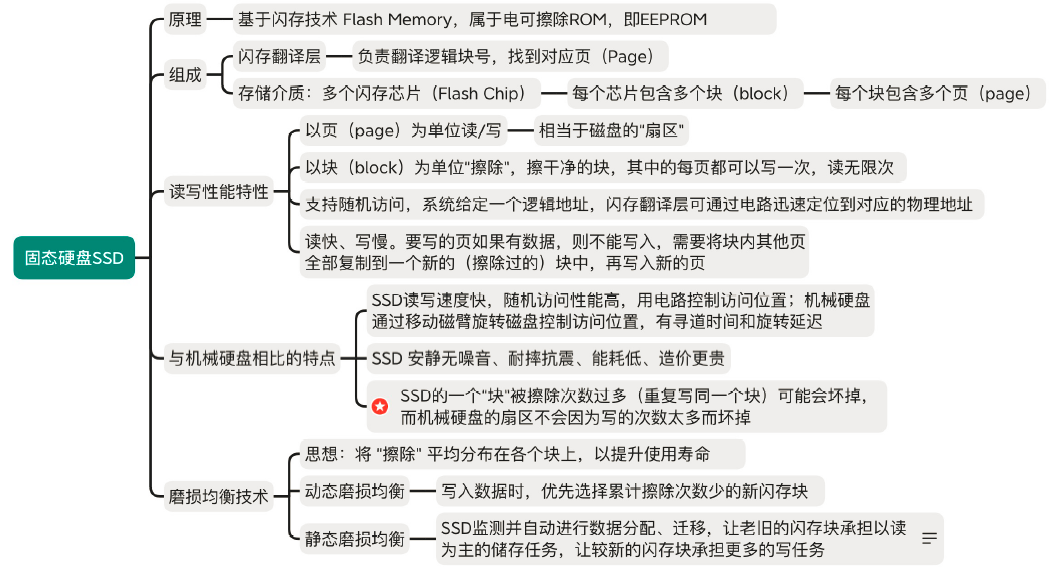 固态硬盘SSD
原理
基于闪存技术 Flash Memory，属于电可擦除ROM，即EEPROM
组成
闪存翻译层
负责翻译逻辑块号，找到对应页（Page）
存储介质：多个闪存芯片（Flash Chip）
每个芯片包含多个块（block）
每个块包含多个页（page）
读写性能特性
以页（page）为单位读/写
相当于磁盘的"扇区"
以块（block）为单位"擦除"，擦干净的块，其中的每页都可以写一次，读无限次
支持随机访问，系统给定一个逻辑地址，闪存翻译层可通过电路迅速定位到对应的物理地址
读快、写慢。要写的页如果有数据，则不能写入，需要将块内其他页
全部复制到一个新的（擦除过的）块中，再写入新的页
与机械硬盘相比的特点
SSD读写速度快，随机访问性能高，用电路控制访问位置；机械硬盘
通过移动磁臂旋转磁盘控制访问位置，有寻道时间和旋转延迟
SSD 安静无噪音、耐摔抗震、能耗低、造价更贵
SSD的一个"块"被擦除次数过多（重复写同一个块）可能会坏掉，
而机械硬盘的扇区不会因为写的次数太多而坏掉
磨损均衡技术
思想：将 "擦除" 平均分布在各个块上，以提升使用寿命
动态磨损均衡
写入数据时，优先选择累计擦除次数少的新闪存块
静态磨损均衡
SSD监测并自动进行数据分配、迁移，让老旧的闪存块承担以读
为主的储存任务，让较新的闪存块承担更多的写任务